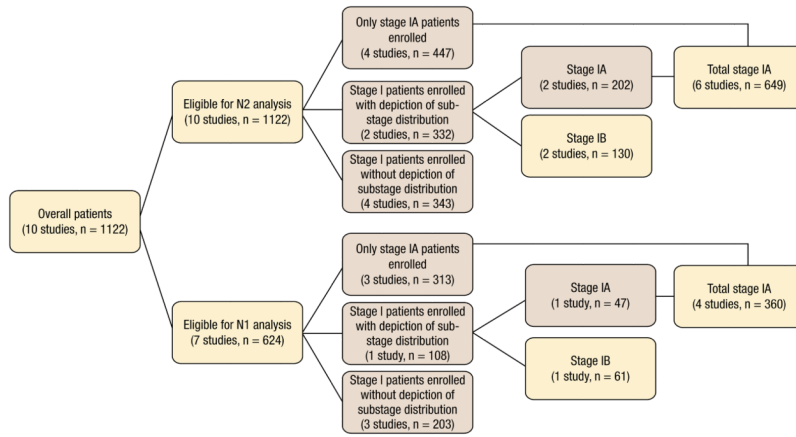 Overall patients
(10 studies, n = 1122)
Eligible for N2 analysis
(10 studies, n = 1122)
Only stage IA patients
enrolled
(4 studies, n = 447)
Stage I patients enrolled
with depiction of sub-
stage distribution
(2 studies, n = 332)
Stage I patients enrolled
without depiction of
substage distribution
(4 studies, n = 343)
Stage IA
(2 studies, n = 202)
Stage IB
(2 studies, n = 130)
Total stage IA
(6 studies, n = 649)
Eligible for N1 analysis
(7 studies, n = 624)
Only stage IA patients
enrolled
(3 studies, n = 313)
Stage I patients enrolled
with depiction of sub-
stage distribution
(1 study, n = 108)
Stage I patients enrolled
without depiction of
substage distribution
(3 studies, n = 203)
Stage IA
(1 study, n = 47)
Stage IB
(1 study, n = 61)
Total stage IA
(4 studies, n = 360)